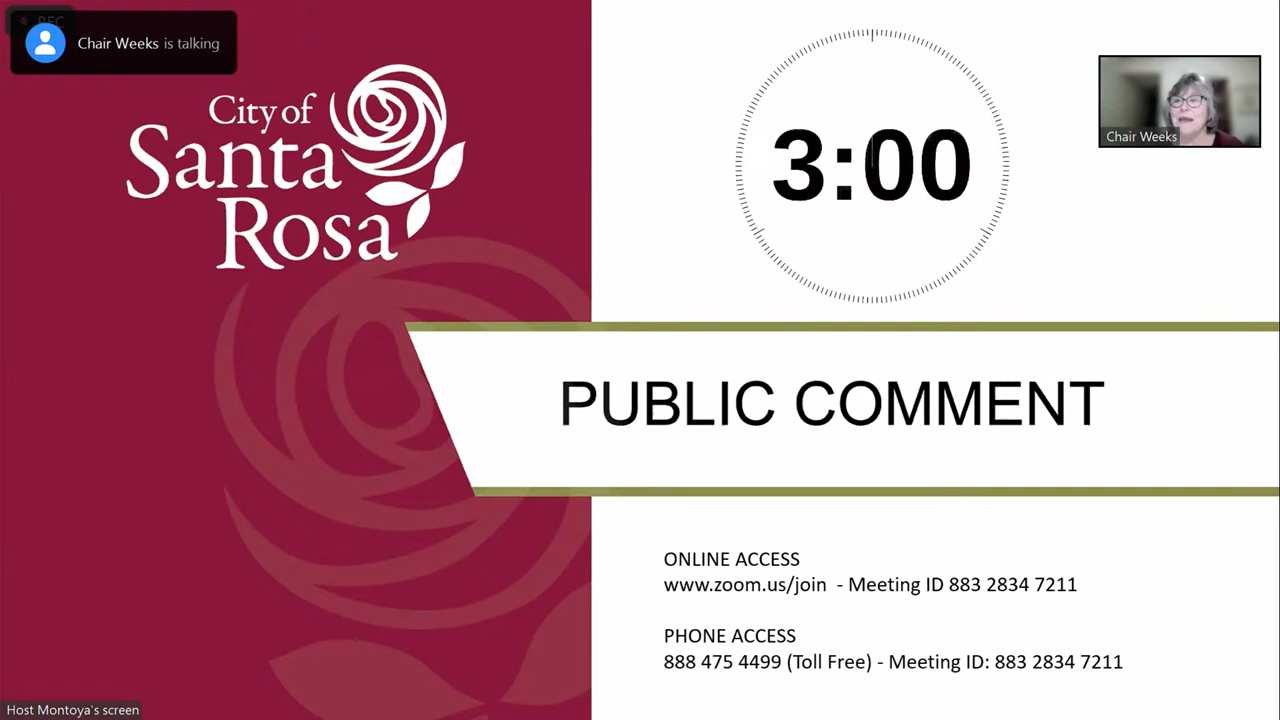 REC
Chair Weeks is talking
City of
Santa
Rosa
3:00
Chair Weeks
PUBLIC COMMENT
ONLINE ACCESS
www.zoom.us/join - Meeting ID 883 2834 7211
PHONE ACCESS
888 475 4499 (Toll Free) - Meeting ID: 883 2834 7211
Host Montoya's screen